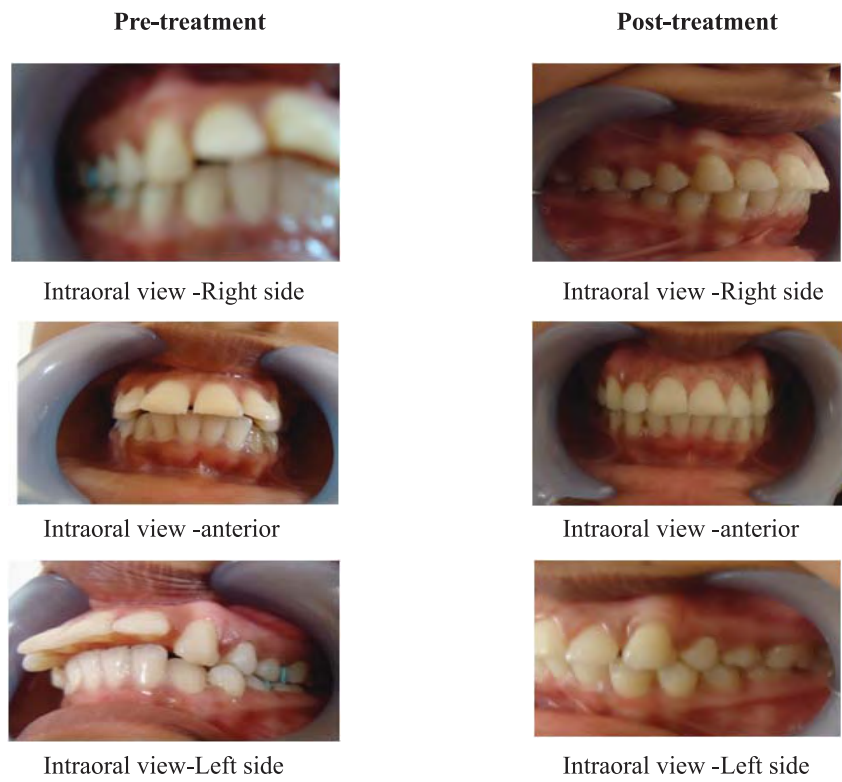 Pre-treatment
Post-treatment
Intraoral view -Right side
Intraoral view -Right side
Intraoral view -anterior
Intraoral view -anterior
Intraoral view-Left side
Intraoral view -Left side